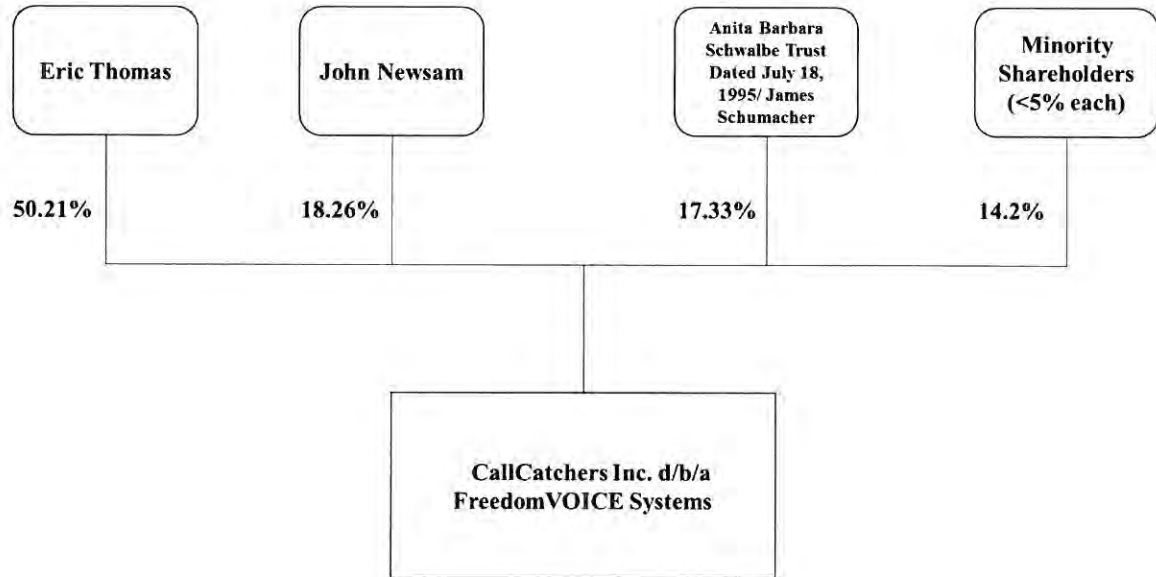 Eric Thomas
John Newsam
Anita Barbara
Schwalbe Trust
Dated July 18,
1995/ James
Schumacher
Minority
Shareholders
(<5% each)
50.21%
18.26%
17.33%
14.2%
CallCatchers Inc. d/b/a
FreedomVOICE Systems